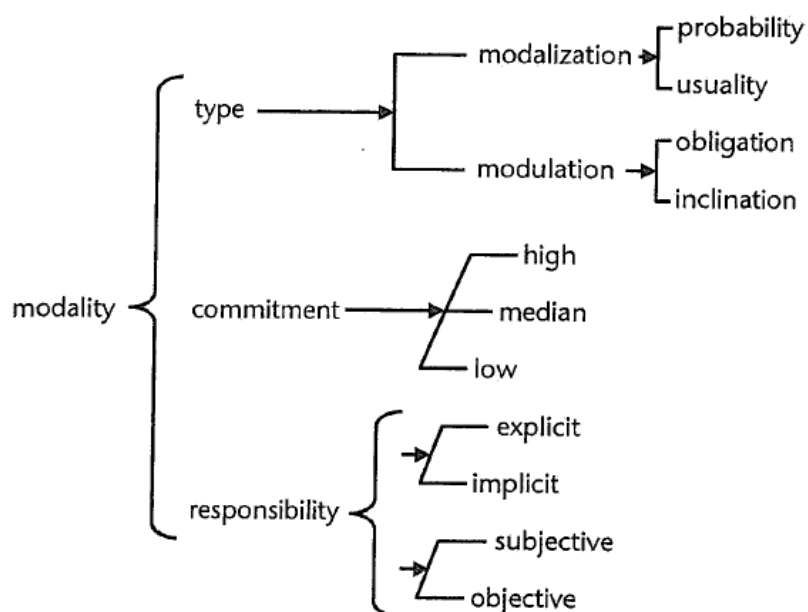 probability
modalization
usuality
type
obligation
modulation
inclination
high
modality
commitment
median
low
explicit
implicit
responsibility
subjective
objective